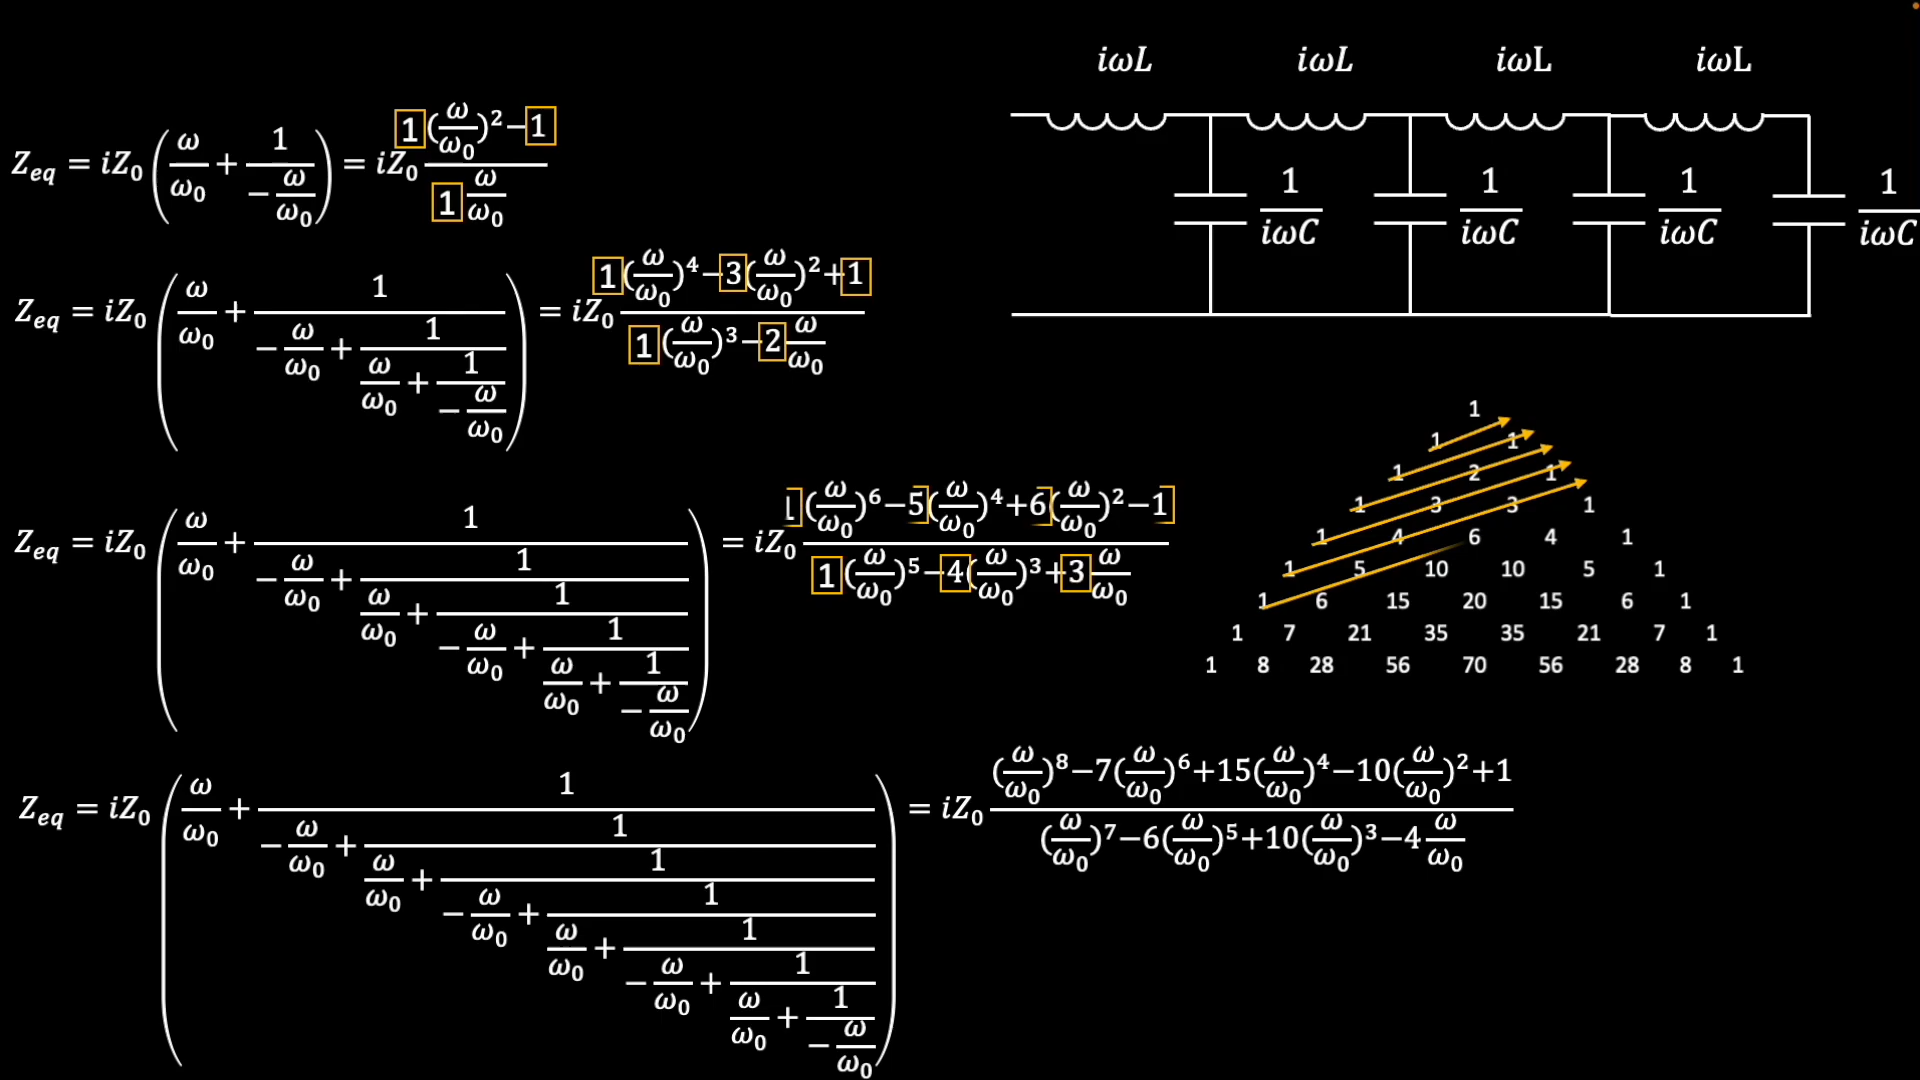 iωL iωL iωL iωL
Z_eq = iZ_0 (ω/ω_0 + 1/(−ω/ω_0)) = iZ_0 (1(ω/ω_0)^2−1)/(1 ω/ω_0)
1/(iωC) 1/(iωC) 1/(iωC) 1/(iωC)
Z_eq = iZ_0 (ω/ω_0 + 1/(−ω/ω_0 + 1/(ω/ω_0 + 1/(−ω/ω_0)))) = iZ_0 (1(ω/ω_0)^4−3(ω/ω_0)^2+1)/(1(ω/ω_0)^3−2 ω/ω_0)
Z_eq = iZ_0 (ω/ω_0 + 1/(−ω/ω_0 + 1/(ω/ω_0 + 1/(−ω/ω_0 + 1/(ω/ω_0 + 1/(−ω/ω_0)))))) = iZ_0 (1(ω/ω_0)^6−5(ω/ω_0)^4+6(ω/ω_0)^2−1)/(1(ω/ω_0)^5−4(ω/ω_0)^3+3 ω/ω_0)
1
1 1
1 2 1
1 3 3 1
1 4 6 4 1
1 5 10 10 5 1
1 6 15 20 15 6 1
1 7 21 35 35 21 7 1
1 8 28 56 70 56 28 8 1
Z_eq = iZ_0 (ω/ω_0 + 1/(−ω/ω_0 + 1/(ω/ω_0 + 1/(−ω/ω_0 + 1/(ω/ω_0 + 1/(−ω/ω_0 + 1/(ω/ω_0 + 1/(−ω/ω_0)))))))) = iZ_0 ((ω/ω_0)^8−7(ω/ω_0)^6+15(ω/ω_0)^4−10(ω/ω_0)^2+1)/((ω/ω_0)^7−6(ω/ω_0)^5+10(ω/ω_0)^3−4 ω/ω_0)